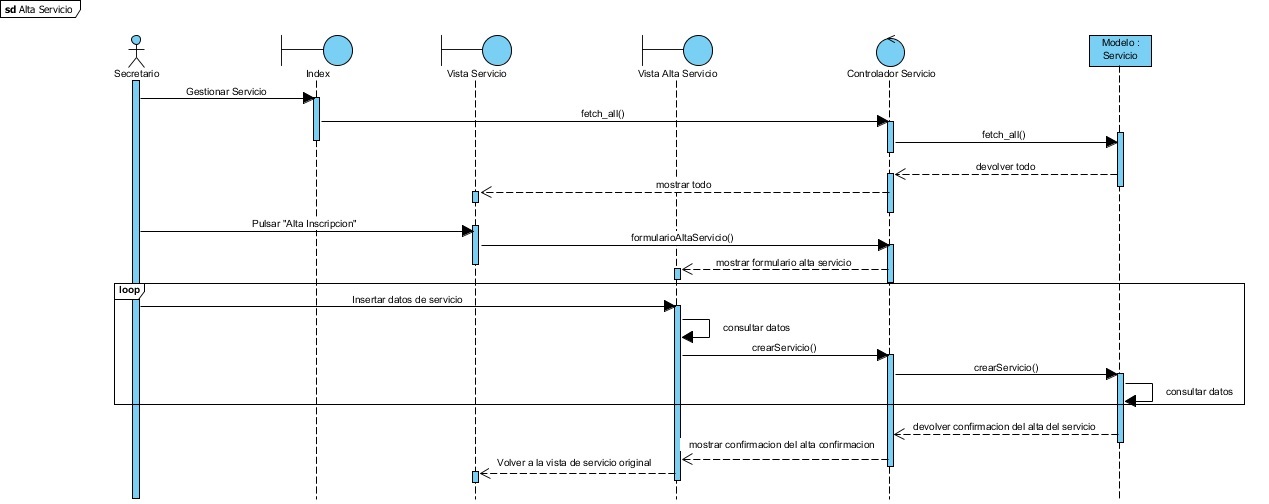 sd Alta Servicio
Secretario
Index
Vista Servicio
Vista Alta Servicio
Controlador Servicio
Modelo :
Servicio
Gestionar Servicio
fetch_all()
fetch_all()
devolver todo
mostrar todo
Pulsar "Alta Inscripcion"
formularioAltaServicio()
mostrar formulario alta servicio
loop
Insertar datos de servicio
consultar datos
crearServicio()
crearServicio()
consultar datos
devolver confirmacion del alta del servicio
mostrar confirmacion del alta confirmacion
Volver a la vista de servicio original